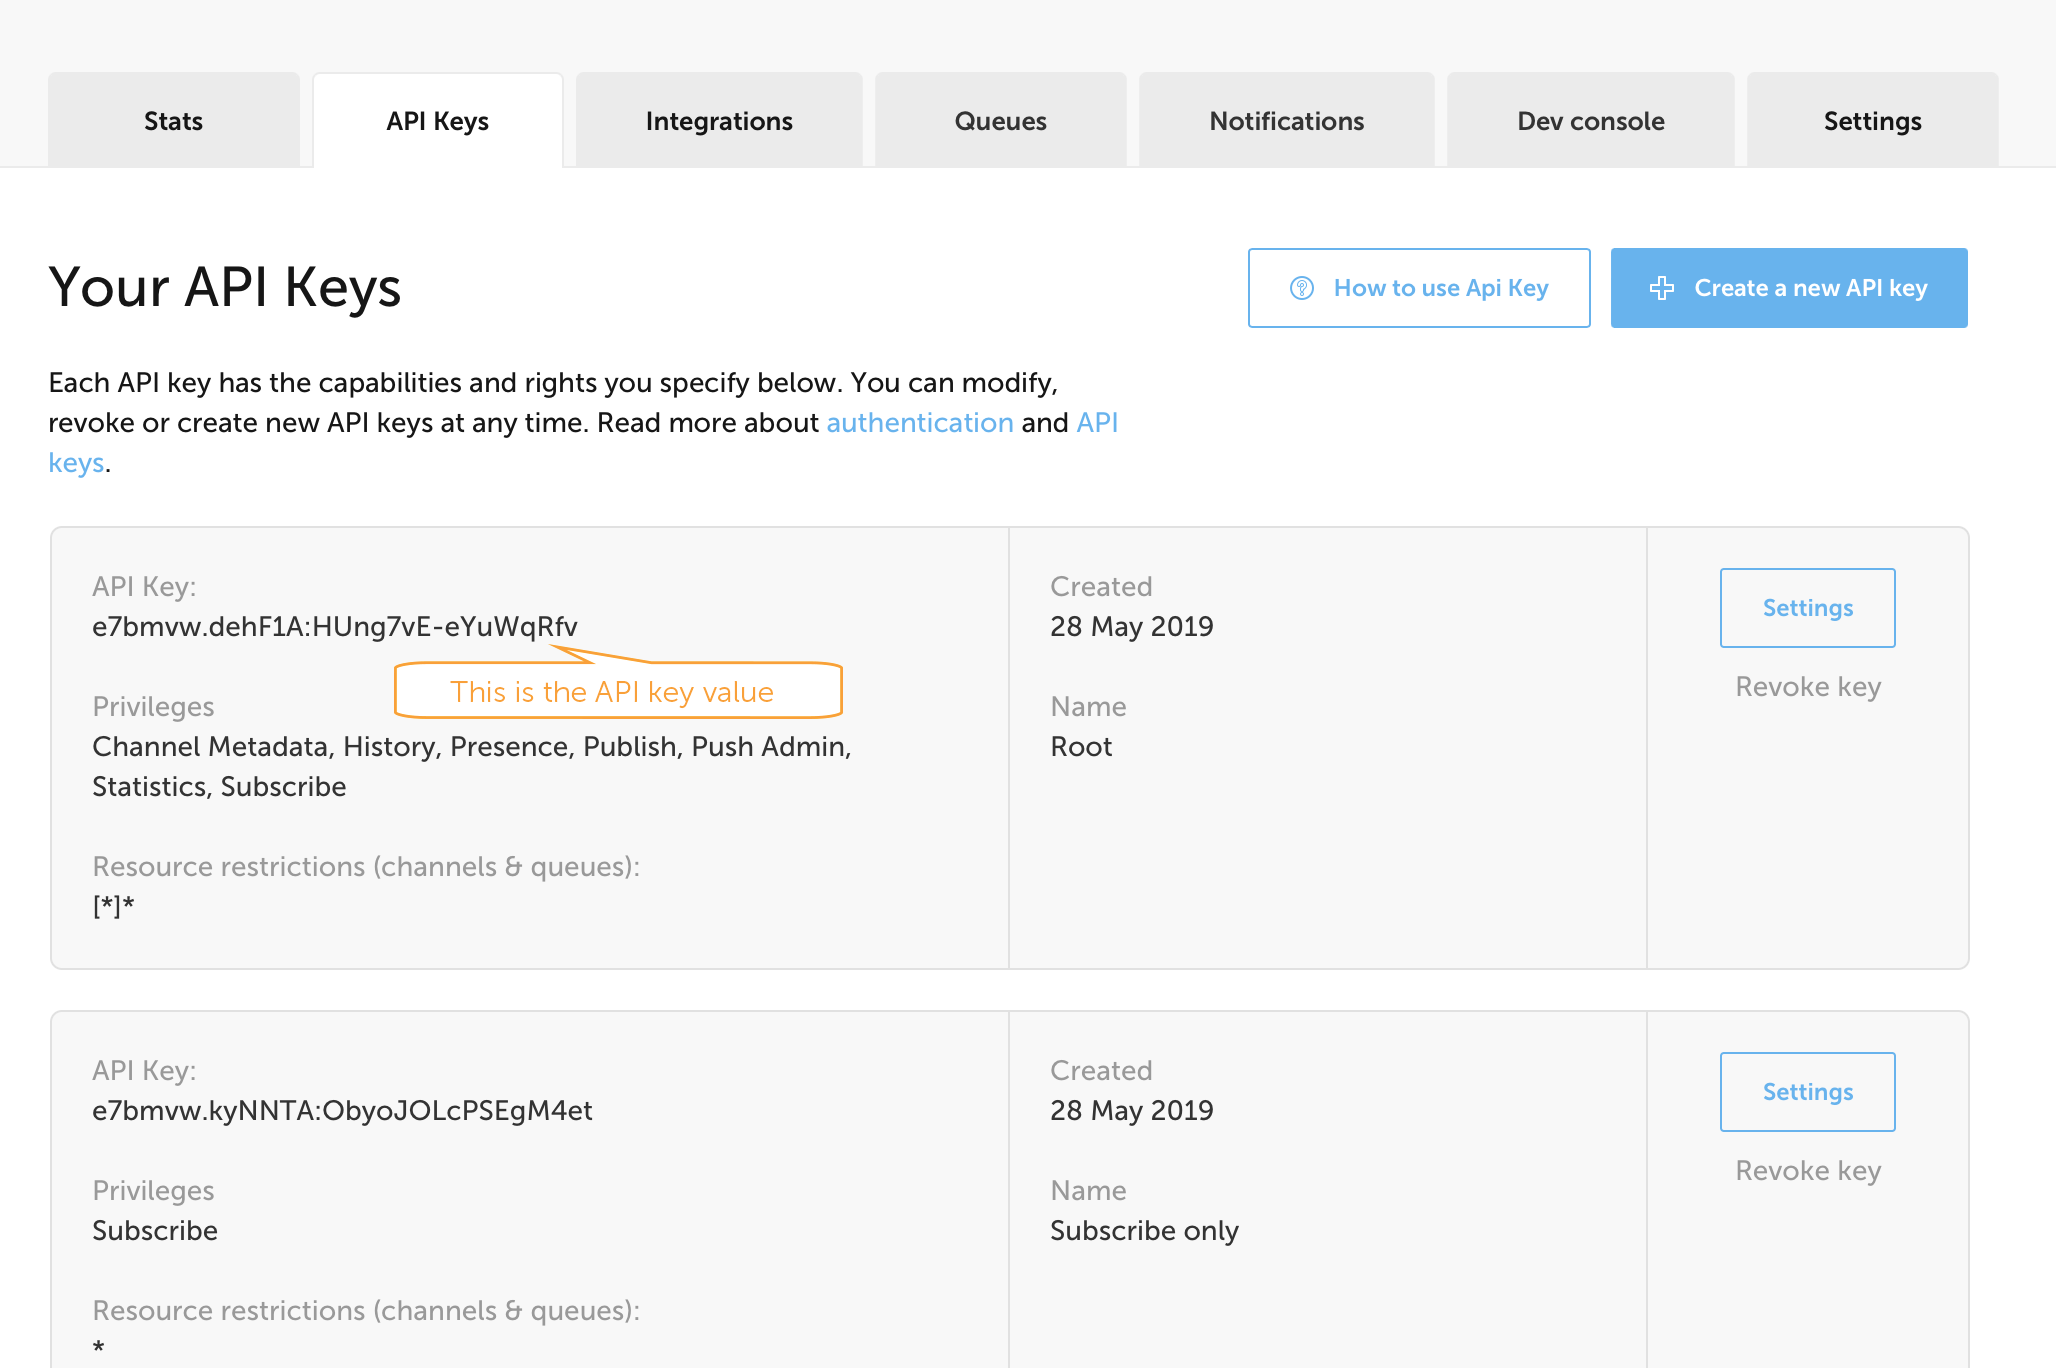 Stats
API Keys
Integrations
Queues
Notifications
Dev console
Settings
Your API Keys
How to use Api Key
Create a new API key
Each API key has the capabilities and rights you specify below. You can modify,
revoke or create new API keys at any time. Read more about authentication and API
keys.
API Key:
e7bmvw.dehF1A:HUng7vE-eYuWqRfv
This is the API key value
Privileges
Channel Metadata, History, Presence, Publish, Push Admin,
Statistics, Subscribe
Resource restrictions (channels & queues):
[*]*
Created
28 May 2019
Name
Root
Settings
Revoke key
API Key:
e7bmvw.kyNNTA:ObyoJOLcPSEgM4et
Privileges
Subscribe
Resource restrictions (channels & queues):
*
Created
28 May 2019
Name
Subscribe only
Settings
Revoke key